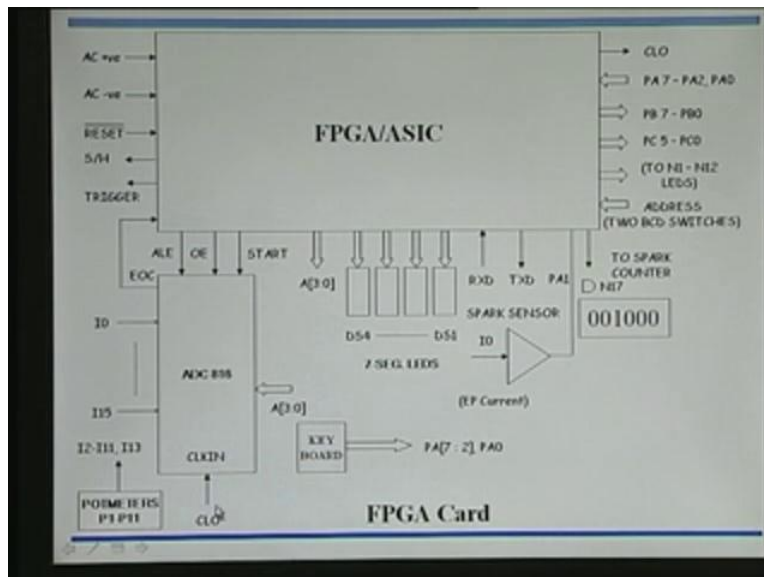 AC +ve
AC -ve
RESET
S/H
TRIGGER
FPGA/ASIC
CLO
PA 7 - PA2, PA0
PB 7 - PB0
PC 5 - PC0
(TO N1 - N12
LEDS)
ADDRESS
(TWO BCD SWITCHES)
EOC
ALE
OE
START
A[3:0]
RXD
TXD
PA1
TO SPARK
COUNTER
N17
001000
DS4
DS1
7 SEG. LEDS
SPARK SENSOR
I0
(EP Current)
I0
ADC 816
I15
A[3:0]
I2-I11, I13
CLKIN
KEY
BOARD
PA[7 : 2], PA0
POTMETERS
P1-P11
CLO
FPGA Card